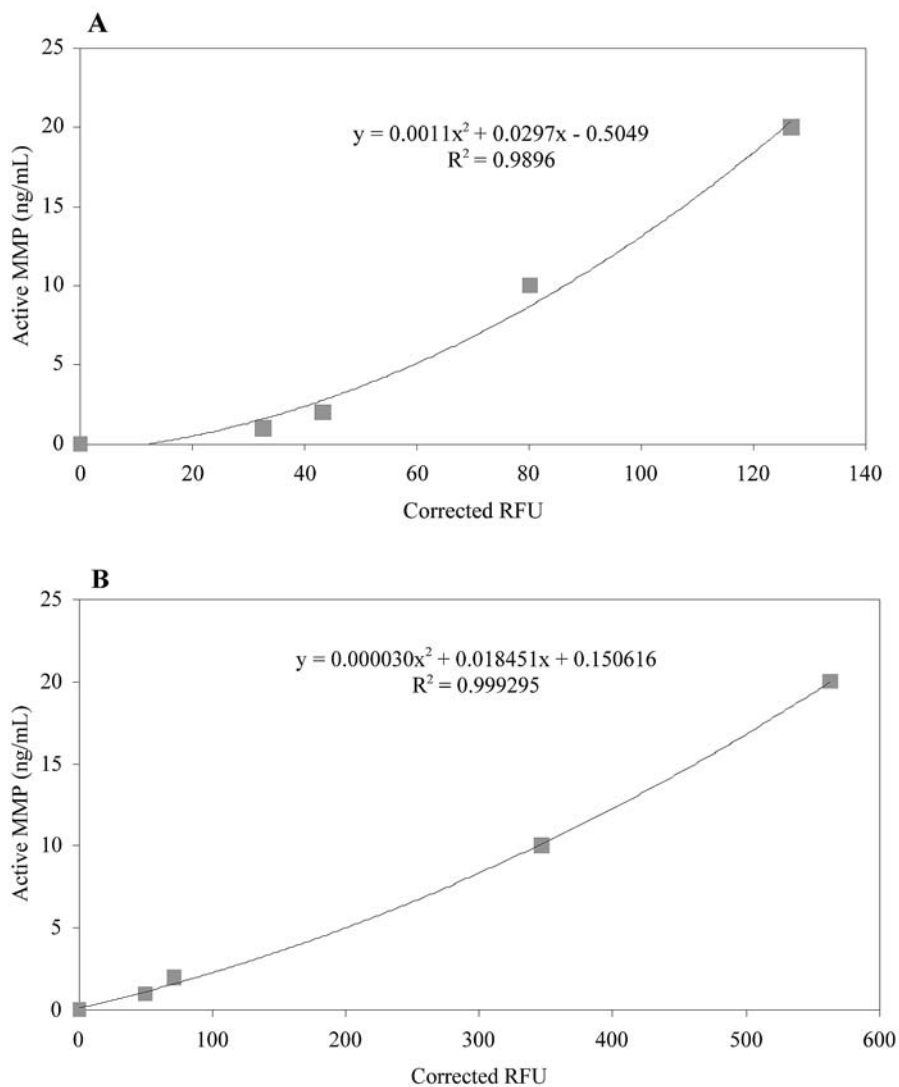 A
25
20
15
10
5
0
y = 0.0011x² + 0.0297x - 0.5049
R² = 0.9896
Active MMP (ng/mL)
0 20 40 60 80 100 120 140
Corrected RFU
B
25
20
15
10
5
0
y = 0.000030x² + 0.018451x + 0.150616
R² = 0.999295
Active MMP (ng/mL)
0 100 200 300 400 500 600
Corrected RFU